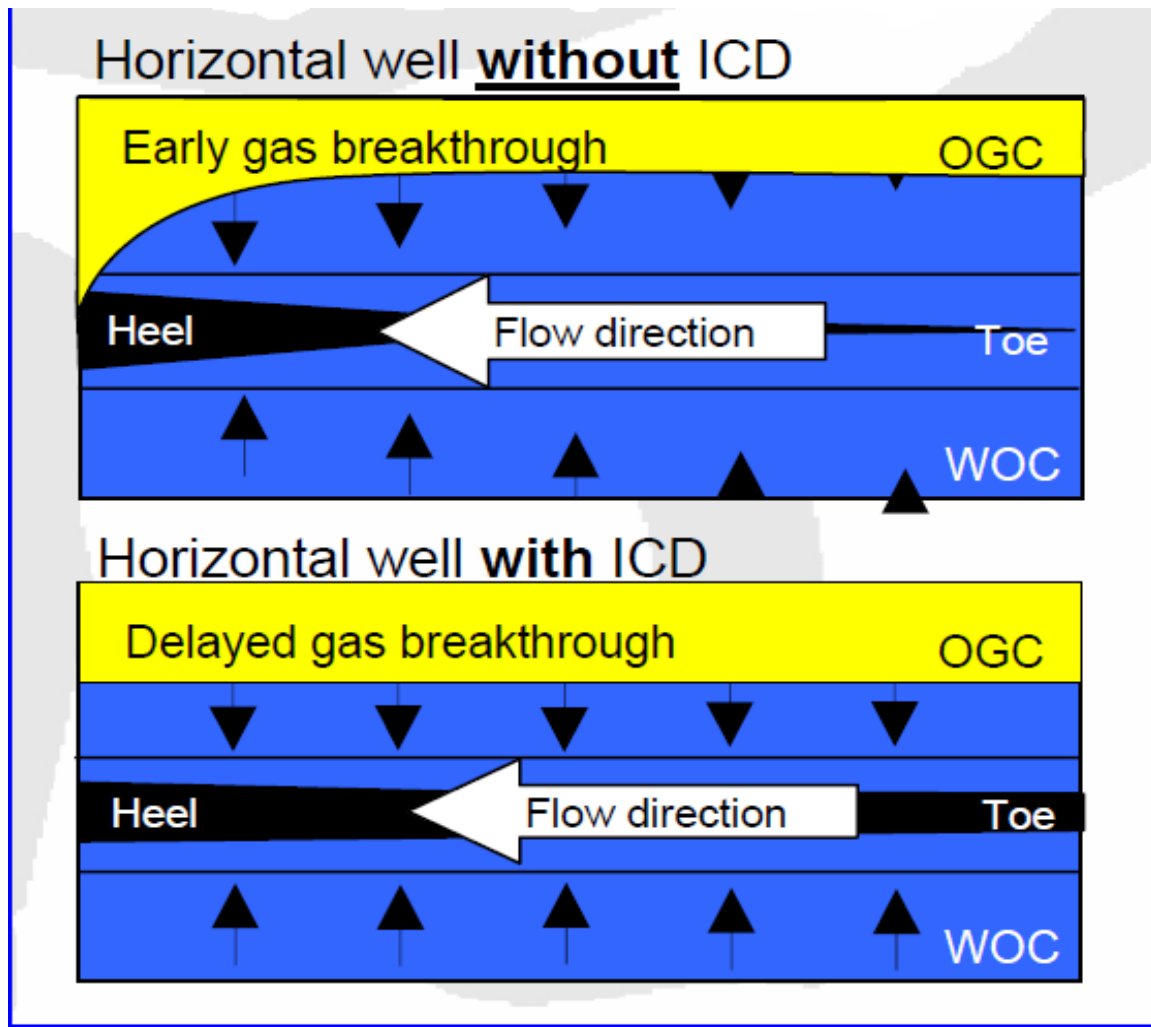 Horizontal well without ICD
Early gas breakthrough OGC
Heel Flow direction Toe
WOC
Horizontal well with ICD
Delayed gas breakthrough OGC
Heel Flow direction Toe
WOC